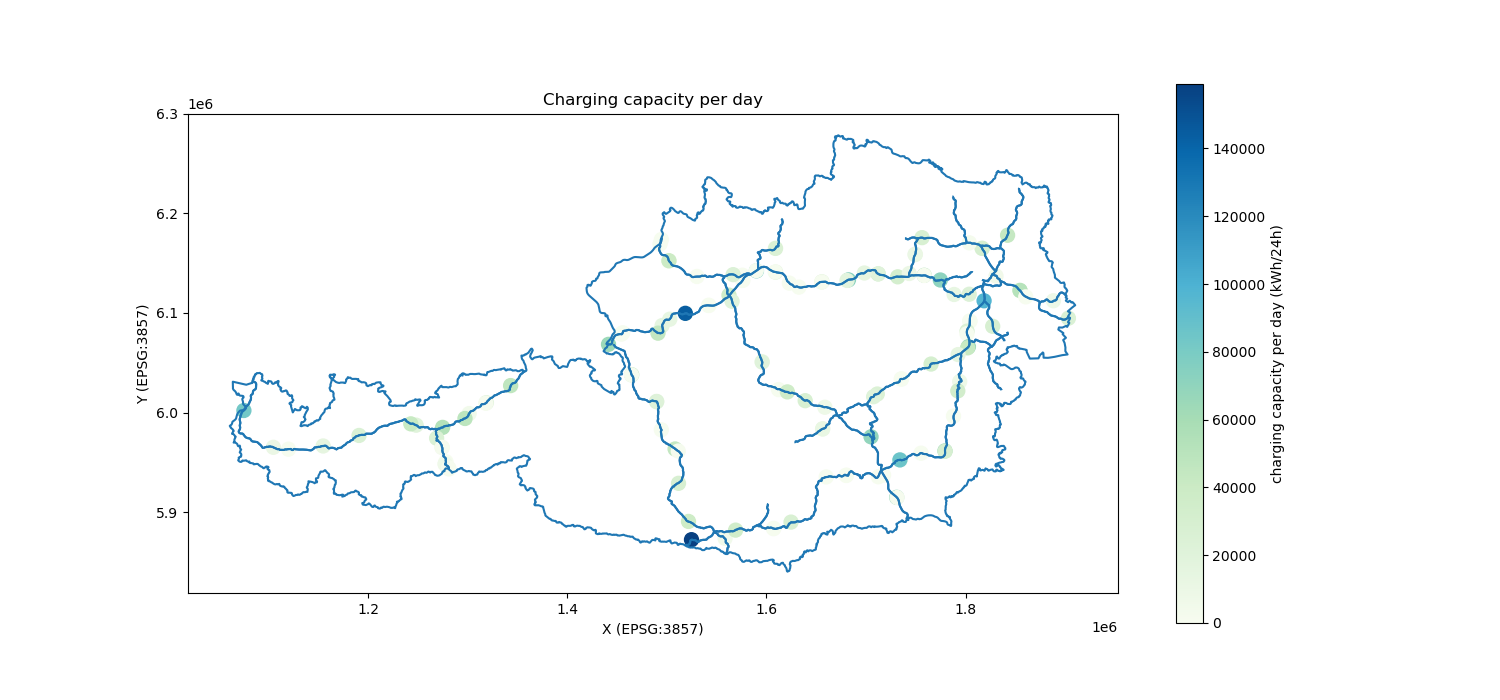 Charging capacity per day
1e6
6.3
6.2
6.1
6.0
5.9
Y (EPSG:3857)
1.2
1.4
1.6
1.8
X (EPSG:3857)
1e6
140000
120000
100000
80000
60000
40000
20000
0
charging capacity per day (kWh/24h)